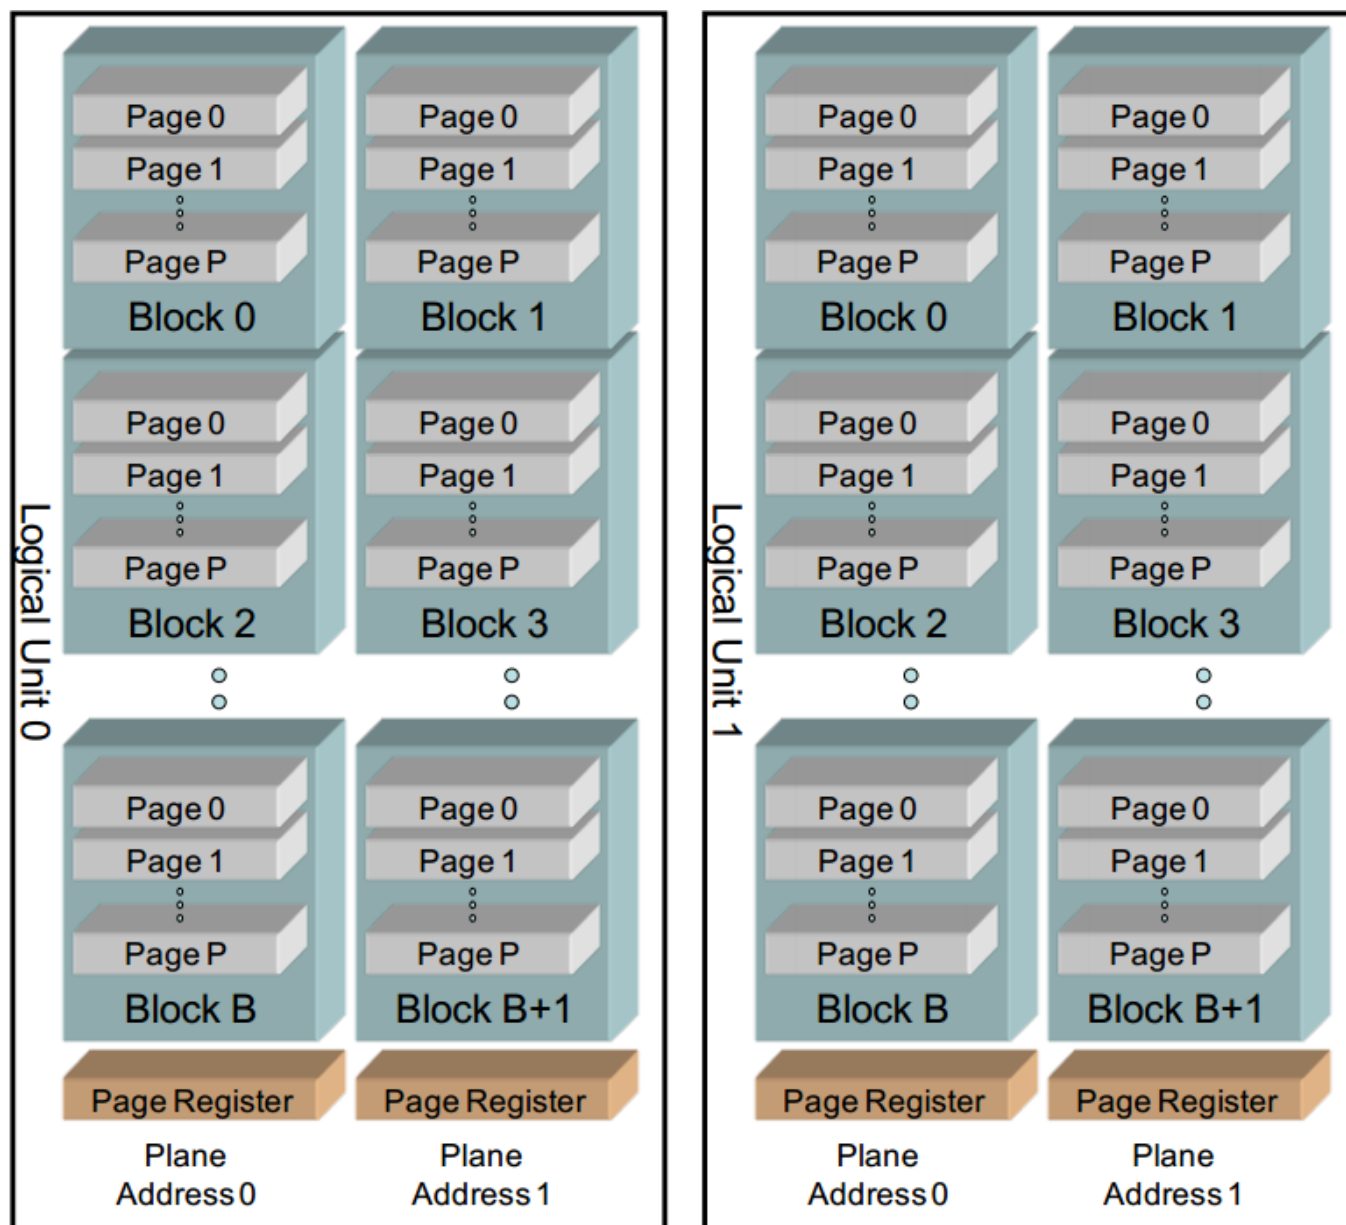 Logical Unit 0
Page 0
Page 1
Page P
Block 0
Page 0
Page 1
Page P
Block 1
Page 0
Page 1
Page P
Block 2
Page 0
Page 1
Page P
Block 3
Page 0
Page 1
Page P
Block B
Page 0
Page 1
Page P
Block B+1
Page Register
Page Register
Plane
Address 0
Plane
Address 1
Logical Unit 1
Page 0
Page 1
Page P
Block 0
Page 0
Page 1
Page P
Block 1
Page 0
Page 1
Page P
Block 2
Page 0
Page 1
Page P
Block 3
Page 0
Page 1
Page P
Block B
Page 0
Page 1
Page P
Block B+1
Page Register
Page Register
Plane
Address 0
Plane
Address 1